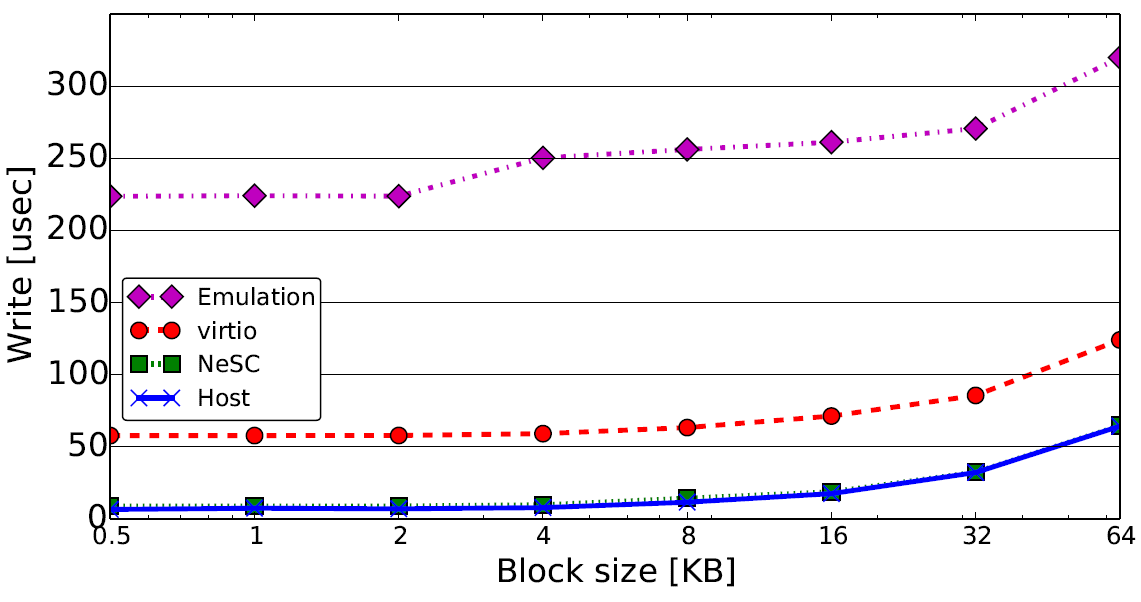 300
250
200
150
100
50
0
Write [usec]
Emulation
virtio
NeSC
Host
0.5 1 2 4 8 16 32 64
Block size [KB]